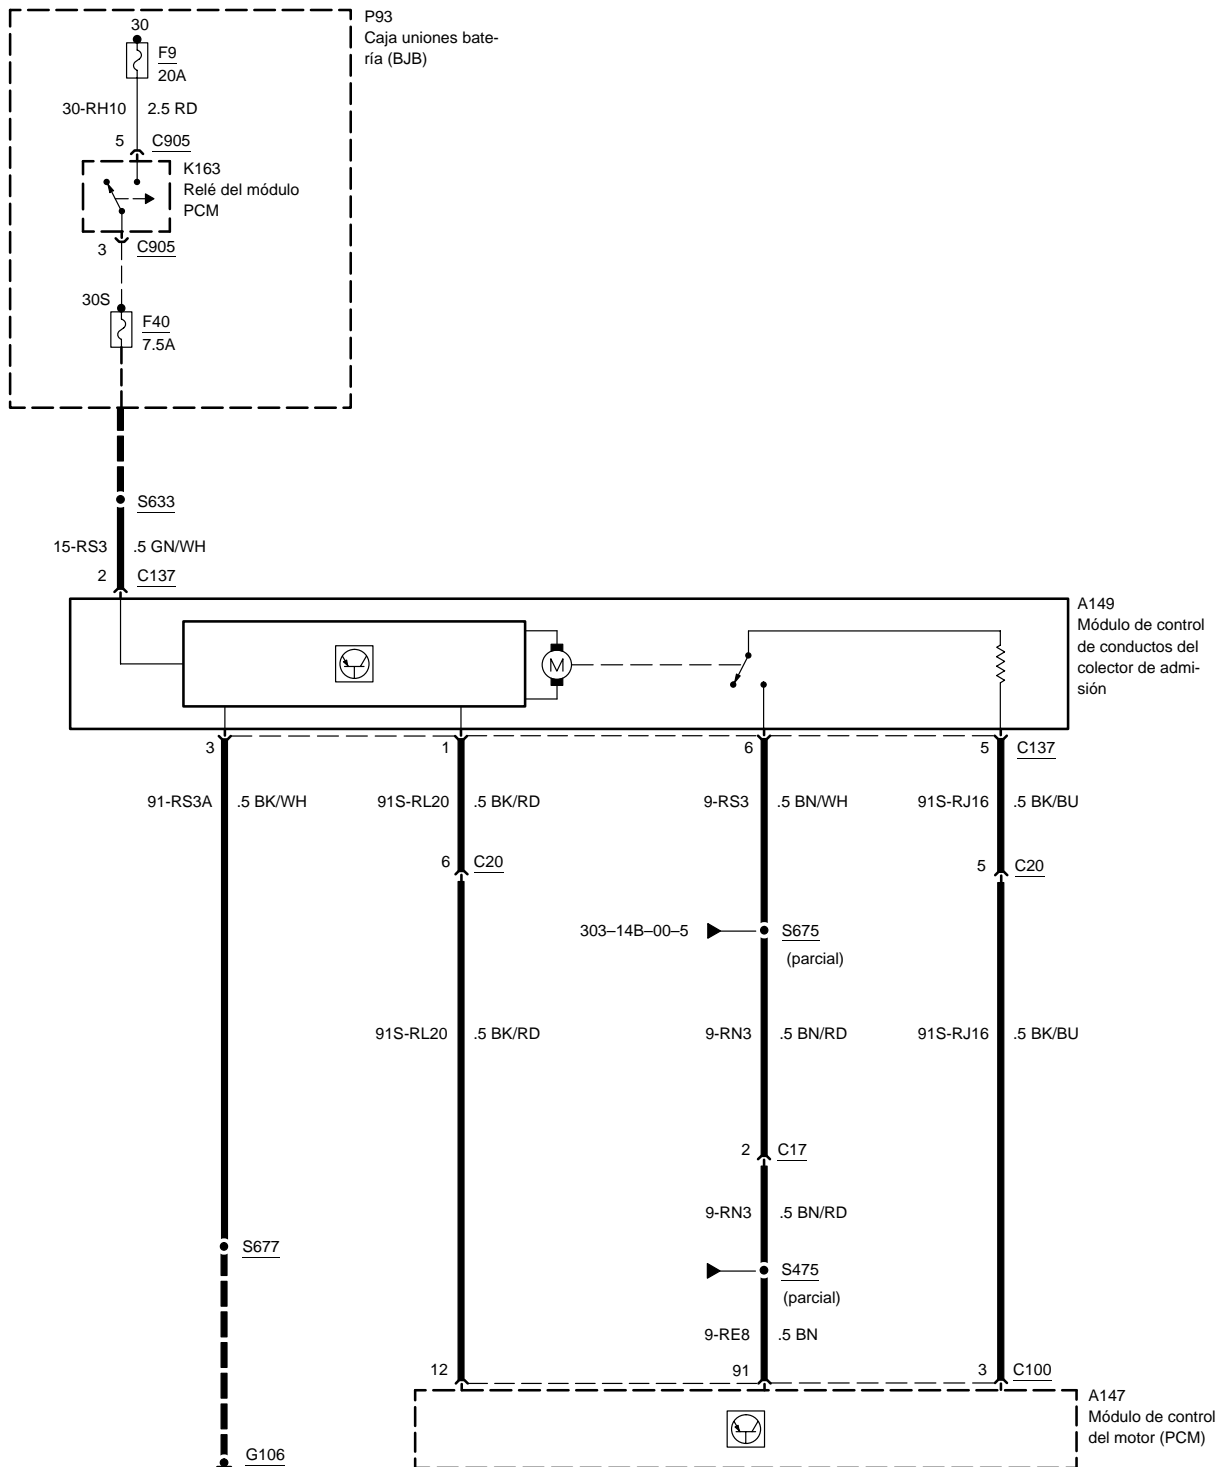 30
F9
20A
30-RH10 2.5 RD
5 C905
K163
Relé del módulo
PCM
3 C905
30S
F40
7.5A
P93
Caja uniones bate-
ría (BJB)
S633
15-RS3 .5 GN/WH
2 C137
A149
Módulo de control
de conductos del
colector de admi-
sión
M
3 1 6 5 C137
91-RS3A .5 BK/WH 91S-RL20 .5 BK/RD 9-RS3 .5 BN/WH 91S-RJ16 .5 BK/BU
6 C20 5 C20
303–14B–00–5 S675
(parcial)
91S-RL20 .5 BK/RD 9-RN3 .5 BN/RD 91S-RJ16 .5 BK/BU
2 C17
9-RN3 .5 BN/RD
S677
S475
(parcial)
9-RE8 .5 BN
12 91 3 C100
A147
Módulo de control
del motor (PCM)
G106